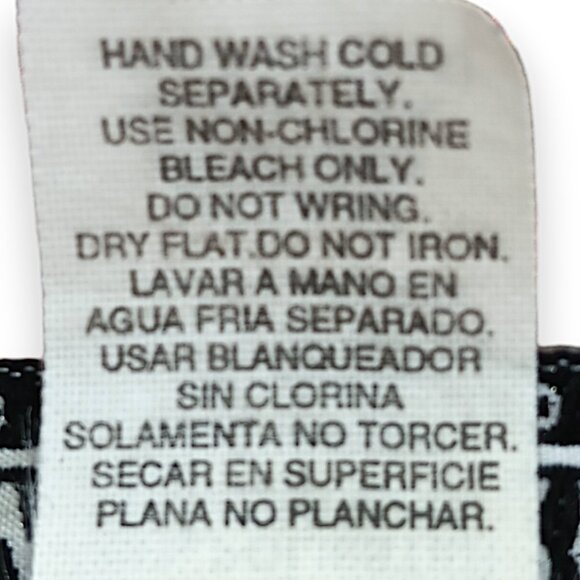 HAND WASH COLD
SEPARATELY.
USE NON-CHLORINE
BLEACH ONLY.
DO NOT WRING.
DRY FLAT.DO NOT IRON.
LAVAR A MANO EN
AGUA FRIA SEPARADO.
USAR BLANQUEADOR
SIN CLORINA
SOLAMENTA NO TORCER.
SECAR EN SUPERFICIE
PLANA NO PLANCHAR.